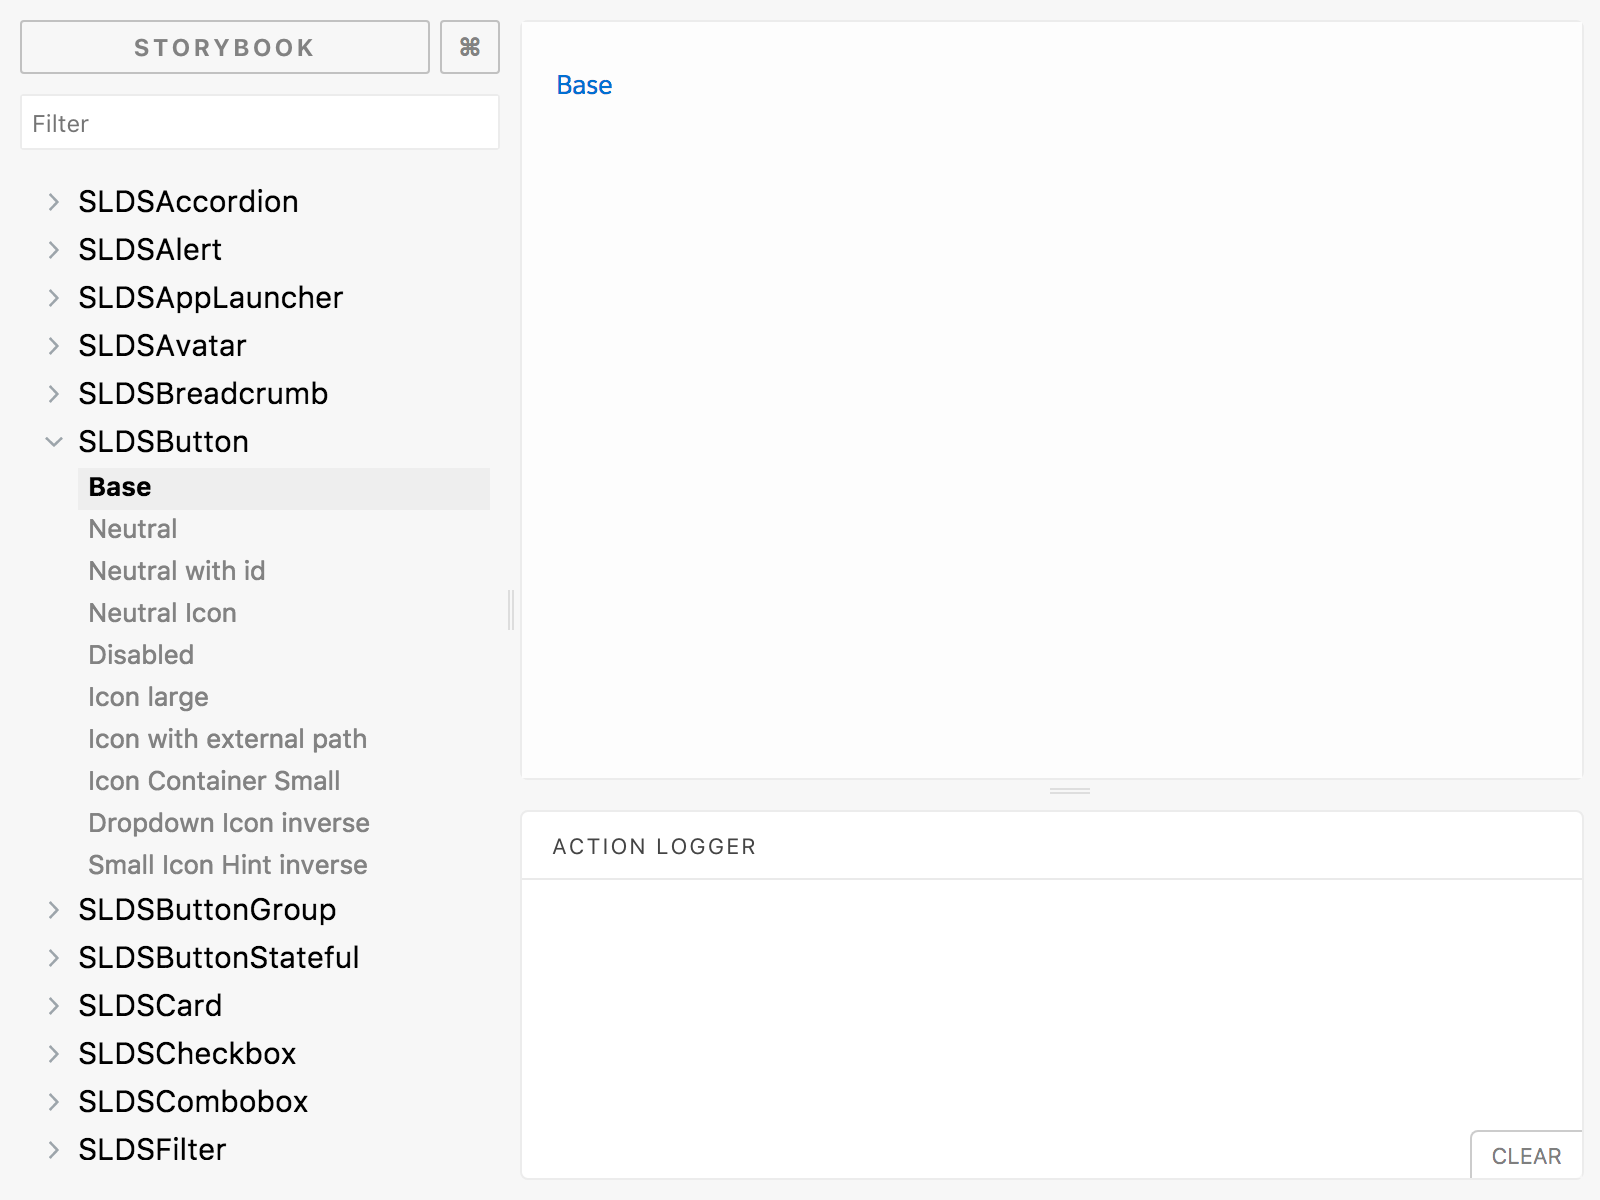 STORYBOOK
⌘
Filter
SLDSAccordion
SLDSAlert
SLDSAppLauncher
SLDSAvatar
SLDSBreadcrumb
SLDSButton
Base
Neutral
Neutral with id
Neutral Icon
Disabled
Icon large
Icon with external path
Icon Container Small
Dropdown Icon inverse
Small Icon Hint inverse
SLDSButtonGroup
SLDSButtonStateful
SLDSCard
SLDSCheckbox
SLDSCombobox
SLDSFilter
Base
ACTION LOGGER
CLEAR